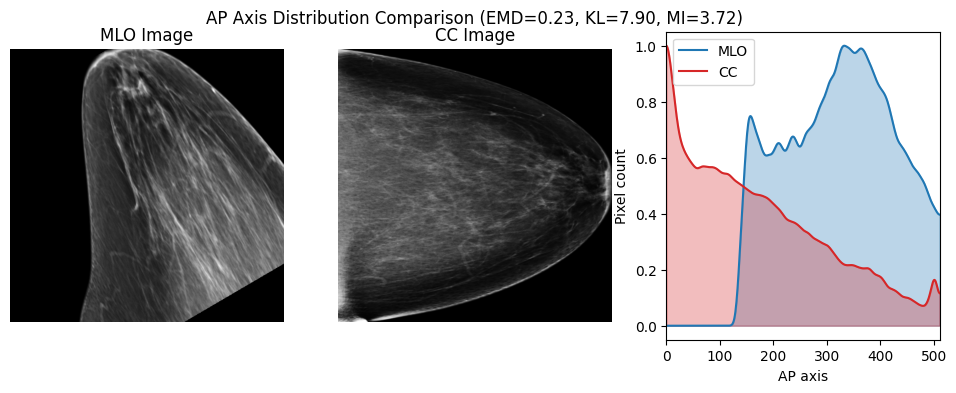 AP Axis Distribution Comparison (EMD=0.23, KL=7.90, MI=3.72)
MLO Image
CC Image
MLO
CC
Pixel count
1.0
0.8
0.6
0.4
0.2
0.0
0 100 200 300 400 500
AP axis